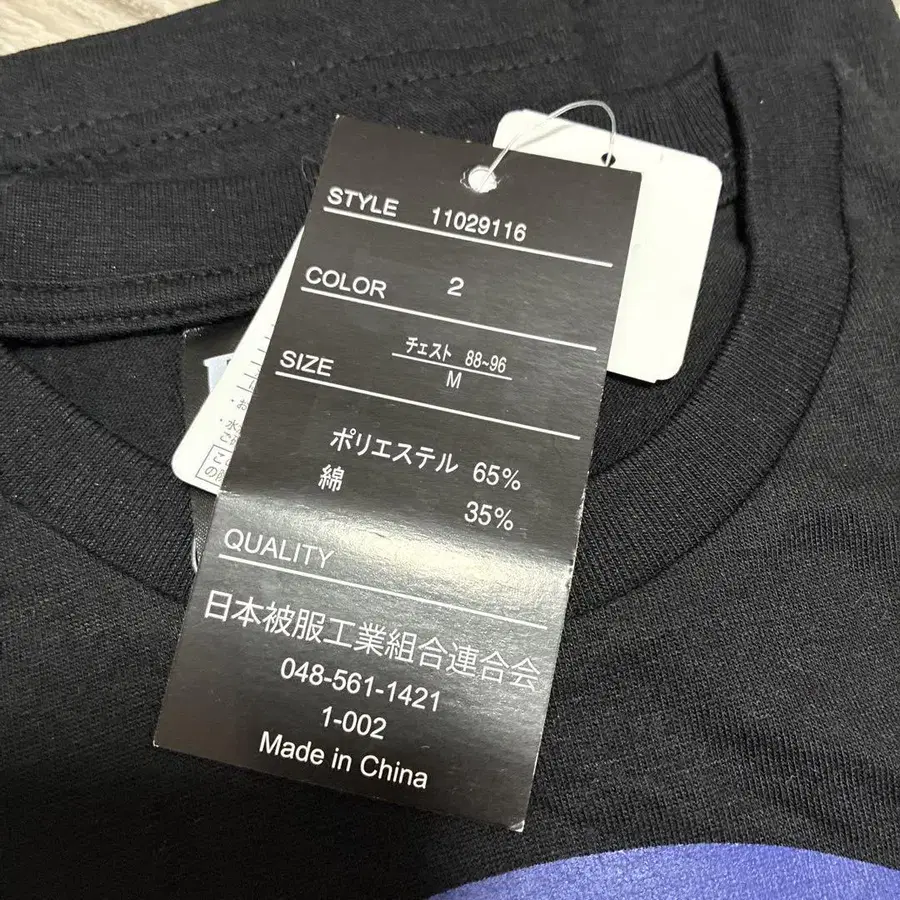 STYLE 11029116
COLOR 2
SIZE チェスト 88~96
M
ポリエステル 65%
綿 35%
QUALITY
日本被服工業組合連合会
048-561-1421
1-002
Made in China